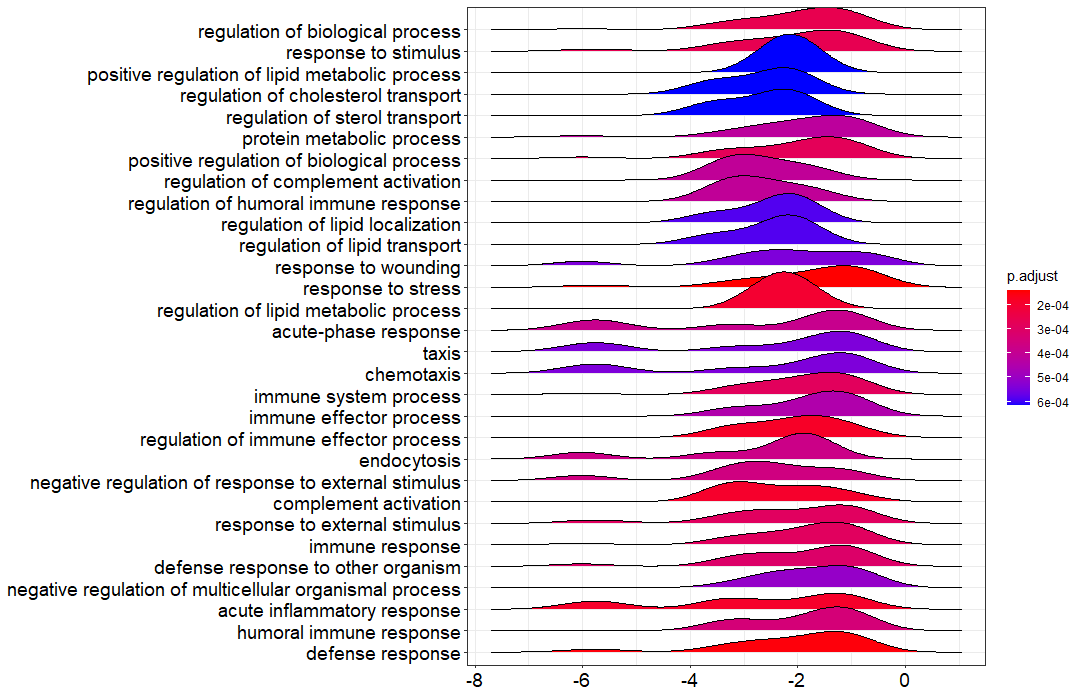 regulation of biological process
response to stimulus
positive regulation of lipid metabolic process
regulation of cholesterol transport
regulation of sterol transport
protein metabolic process
positive regulation of biological process
regulation of complement activation
regulation of humoral immune response
regulation of lipid localization
regulation of lipid transport
response to wounding
response to stress
regulation of lipid metabolic process
acute-phase response
taxis
chemotaxis
immune system process
immune effector process
regulation of immune effector process
endocytosis
negative regulation of response to external stimulus
complement activation
response to external stimulus
immune response
defense response to other organism
negative regulation of multicellular organismal process
acute inflammatory response
humoral immune response
defense response
-8 -6 -4 -2 0
p.adjust
2e-04
3e-04
4e-04
5e-04
6e-04